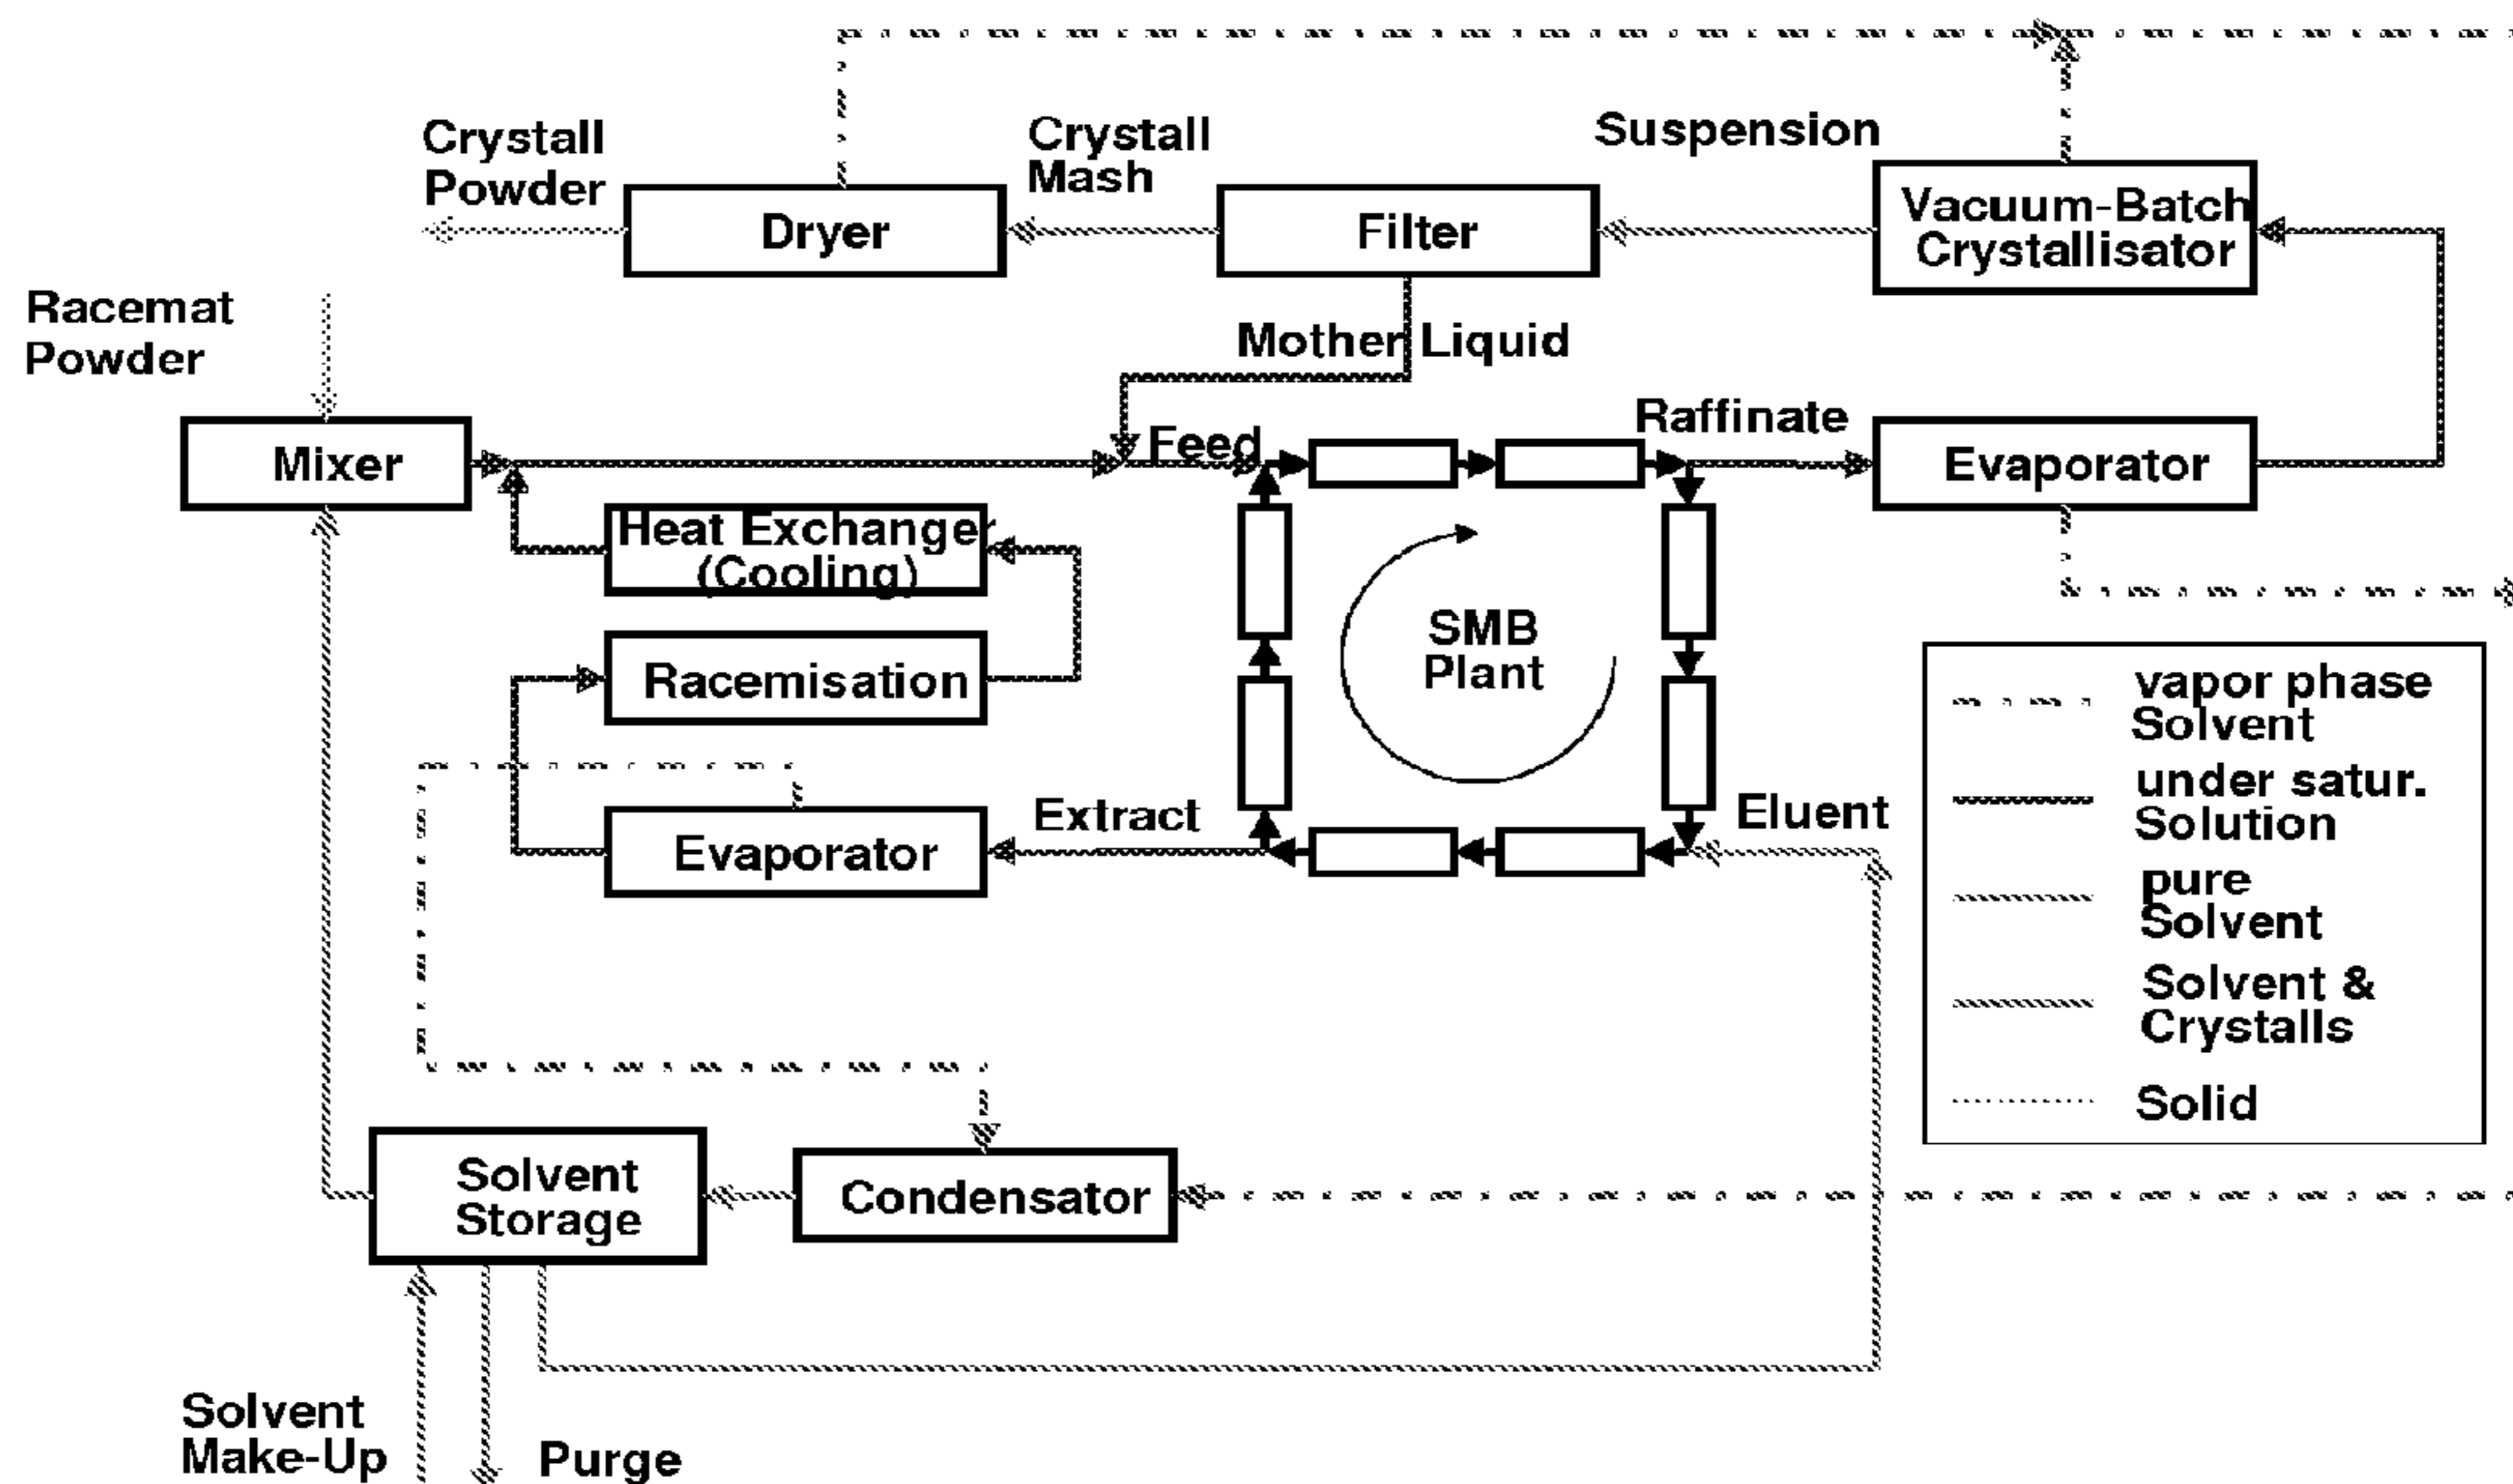 Crystall
Powder
Dryer
Crystall
Mash
Filter
Suspension
Vacuum-Batch
Crystallisator
Racemat
Powder
Mother Liquid
Mixer
Feed
Raffinate
Evaporator
Heat Exchanger
(Cooling)
Racemisation
SMB
Plant
Evaporator
Extract
Eluent
vapor phase
Solvent
under satur.
Solution
pure
Solvent
Solvent &
Crystalls
Solid
Solvent
Storage
Condensator
Solvent
Make-Up
Purge